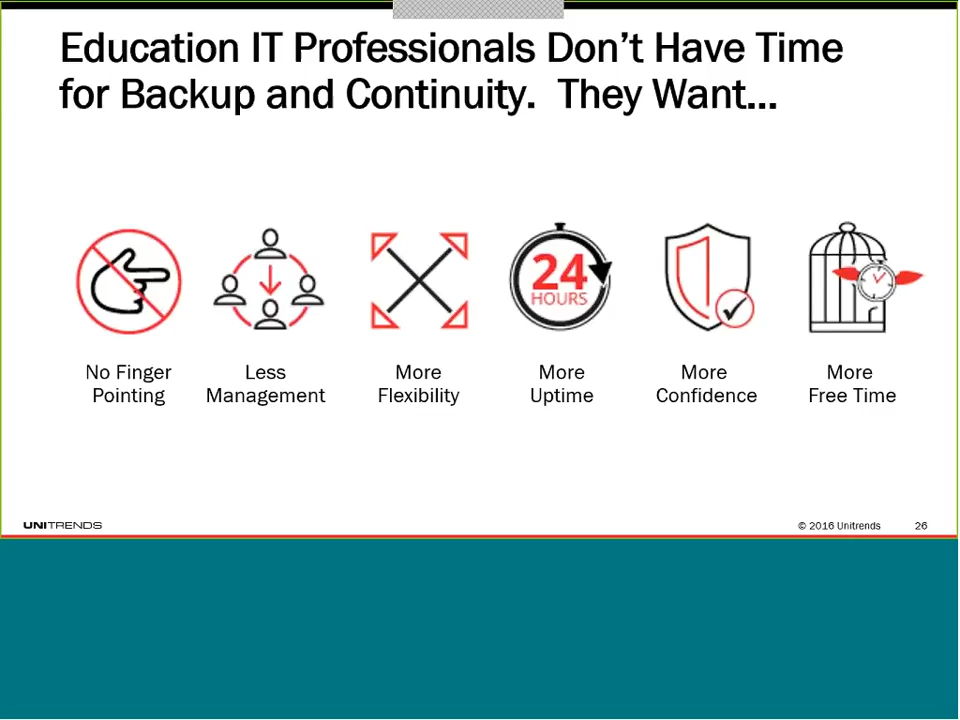 Education IT Professionals Don't Have Time
for Backup and Continuity.  They Want...
24
HOURS
No Finger
Pointing
Less
Management
More
Flexibility
More
Uptime
More
Confidence
More
Free Time
UNITRENDS
© 2016 Unitrends
26